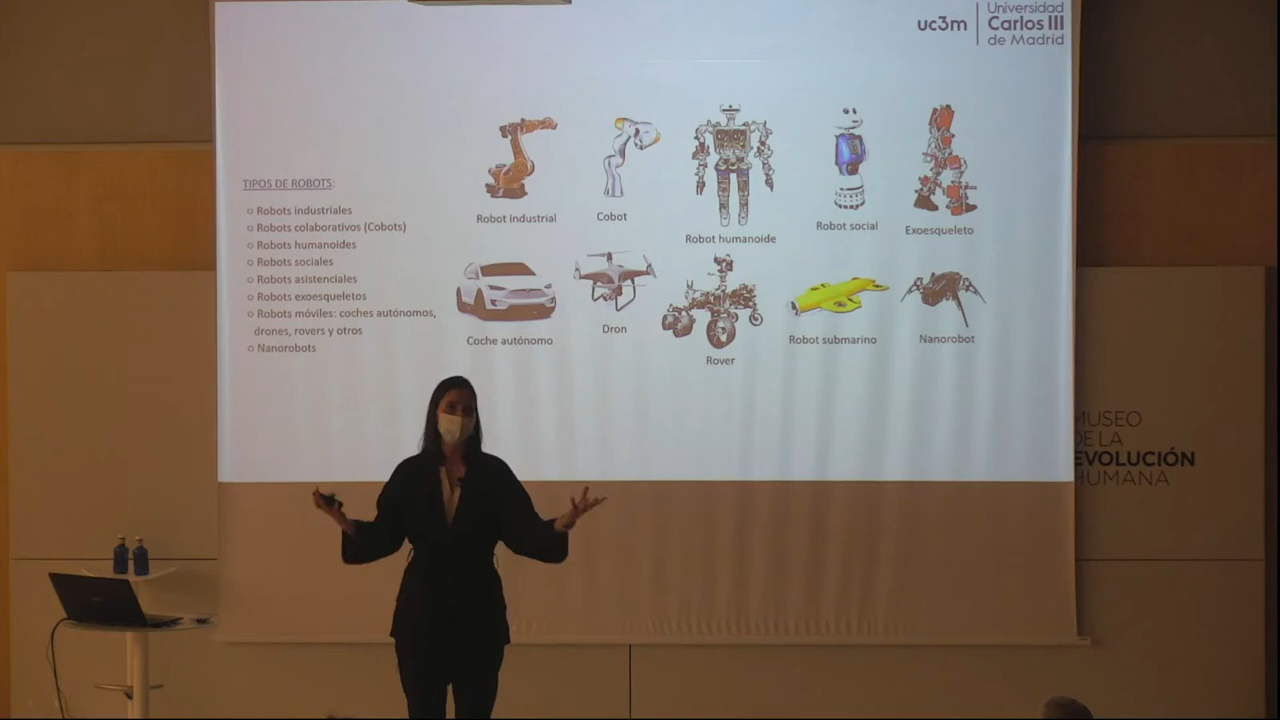 uc3m
Universidad
Carlos III
de Madrid
TIPOS DE ROBOTS:
○ Robots industriales
○ Robots colaborativos (Cobots)
○ Robots humanoides
○ Robots sociales
○ Robots asistenciales
○ Robots exoesqueletos
○ Robots móviles: coches autónomos,
drones, rovers y otros
○ Nanorobots
Robot industrial
Cobot
Robot humanoide
Robot social
Exoesqueleto
Coche autónomo
Dron
Rover
Robot submarino
Nanorobot
MUSEO
DE LA
EVOLUCIÓN
HUMANA